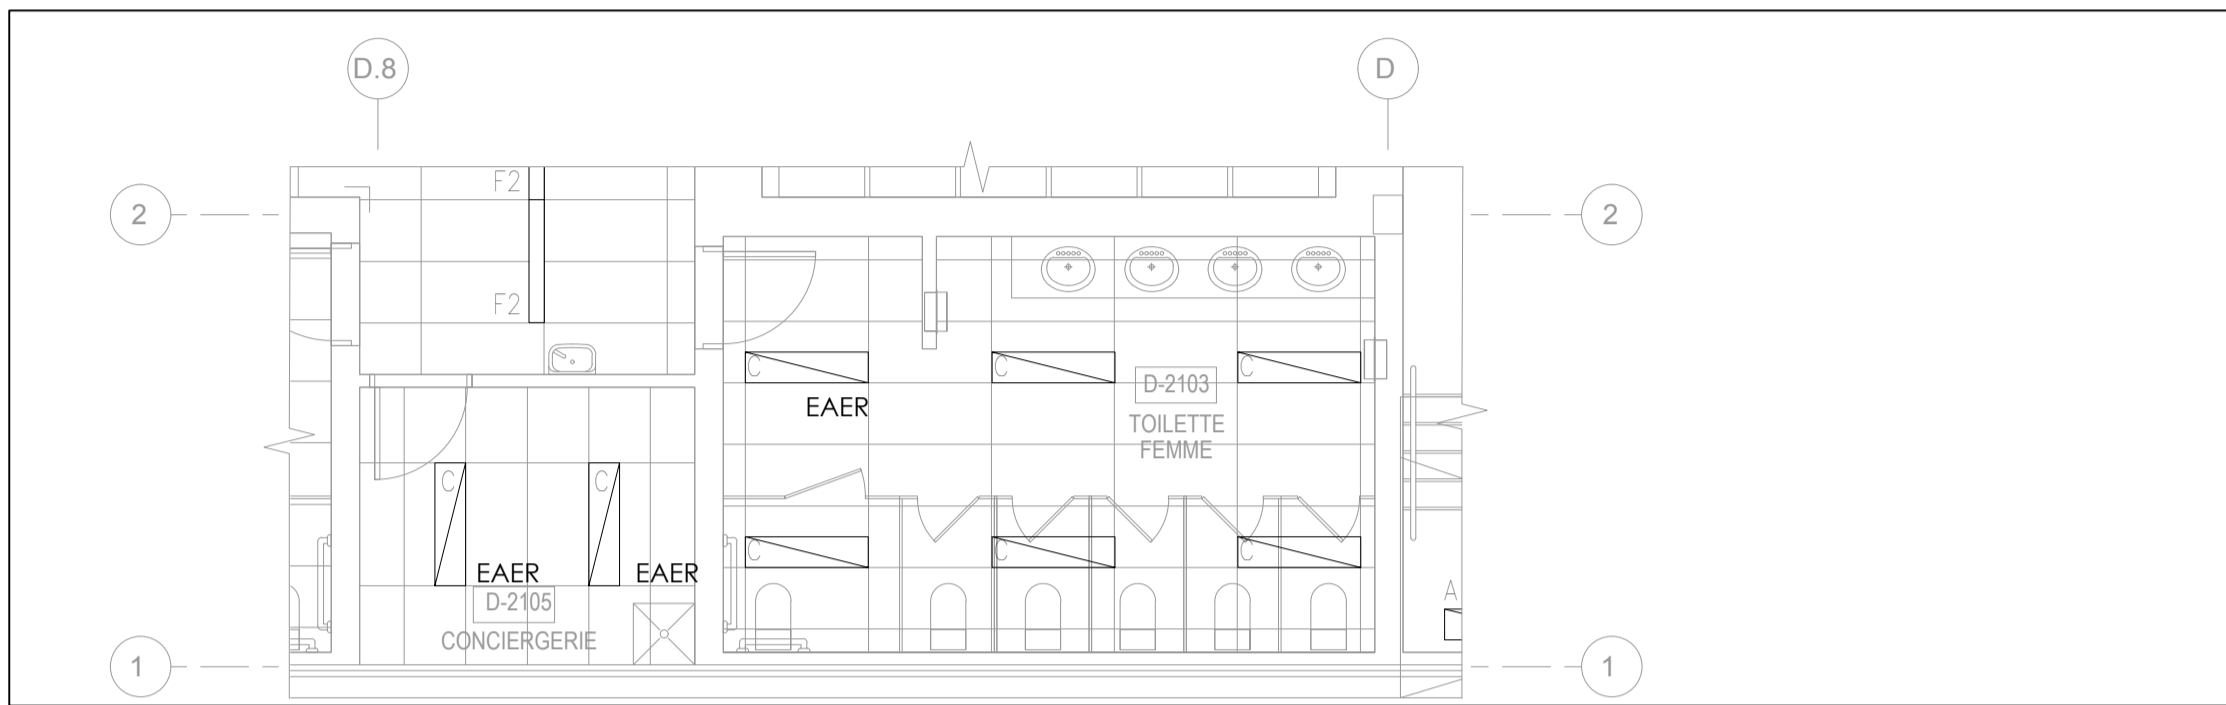 D.8
D
F2
2
2
F2
C
C
C
D-2103
EAER
TOILETTE
FEMME
C
C
C
C
C
EAER
EAER
A
D-2105
CONCIERGERIE
1
1